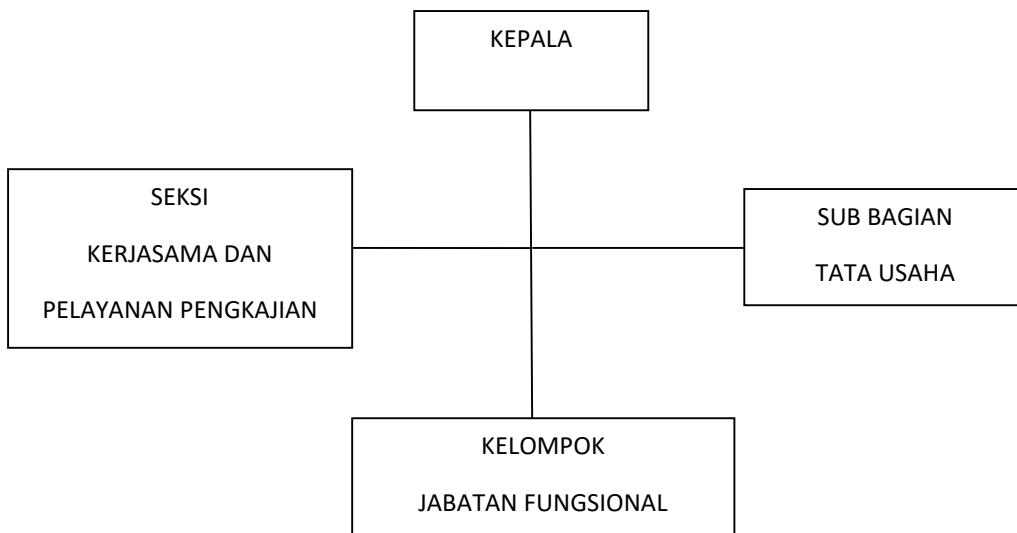 KEPALA
SEKSI
KERJASAMA DAN
PELAYANAN PENGKAJIAN
SUB BAGIAN
TATA USAHA
KELOMPOK
JABATAN FUNGSIONAL